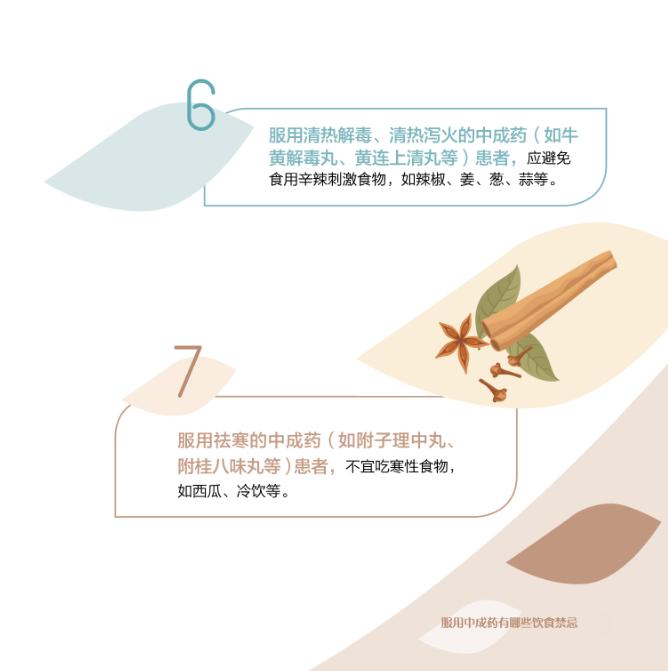 6
服用清热解毒、清热泻火的中成药（如牛
黄解毒丸、黄连上清丸等）患者，应避免
食用辛辣刺激食物，如辣椒、姜、葱、蒜等。
7
服用祛寒的中成药（如附子理中丸、
附桂八味丸等）患者，不宜吃寒性食物，
如西瓜、冷饮等。
服用中成药有哪些饮食禁忌